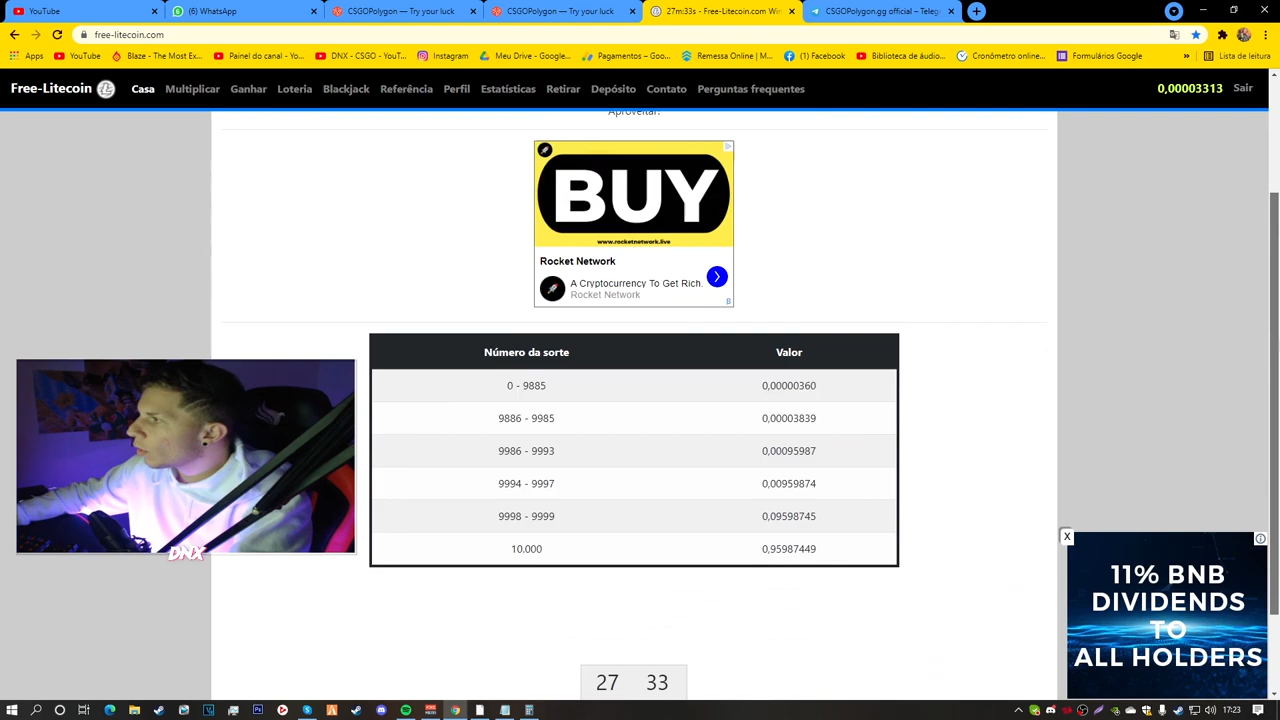 YouTube
(6) WhatsApp
CSGOPolygon — Try your luck
CSGOPolygon — Try your luck
27m:33s - Free-Litecoin.com Win
CSGOPolygon.gg official – Teleg
free-litecoin.com
Apps
YouTube
Blaze - The Most Ex...
Painel do canal - Yo...
DNX - CSGO - YouT...
Instagram
Meu Drive - Google...
Pagamentos – Goo...
Remessa Online | M...
Facebook
Biblioteca de áudio...
Cronômetro online...
Formulários Google
»
Lista de leitura
Free-Litecoin
Casa
Multiplicar
Ganhar
Loteria
Blackjack
Referência
Perfil
Estatísticas
Retirar
Depósito
Contato
Perguntas frequentes
0,00003313
Sair
Aproveitar!
BUY
www.rocketnetwork.live
Rocket Network
A Cryptocurrency To Get Rich.
Rocket Network
Número da sorte Valor
0 - 9885 0,00000360
9886 - 9985 0,00003839
9986 - 9993 0,00095987
9994 - 9997 0,00959874
9998 - 9999 0,09598745
10.000 0,95987449
DNX
X
11% BNB
DIVIDENDS
TO
ALL HOLDERS
27 33
17:23